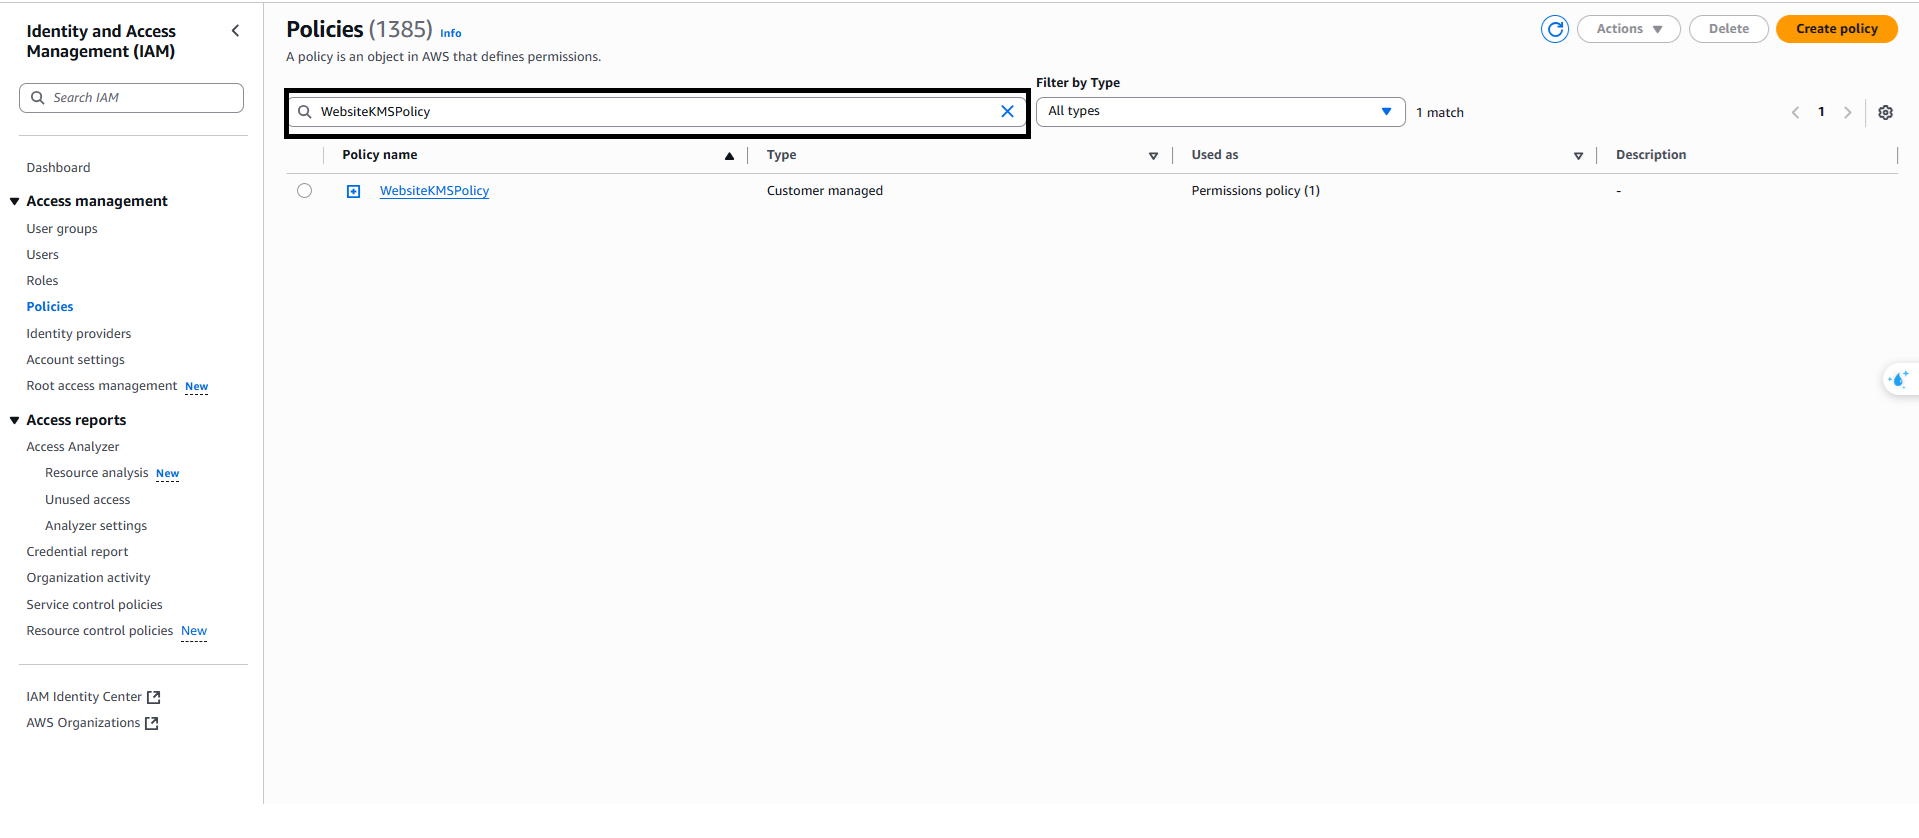 Identity and Access
Management (IAM)
Search IAM
Dashboard
Access management
User groups
Users
Roles
Policies
Identity providers
Account settings
Root access management New
Access reports
Access Analyzer
Resource analysis New
Unused access
Analyzer settings
Credential report
Organization activity
Service control policies
Resource control policies New
IAM Identity Center
AWS Organizations
Policies (1385) Info
A policy is an object in AWS that defines permissions.
Actions
Delete
Create policy
Filter by Type
WebsiteKMSPolicy
All types
1 match
1
Policy name Type Used as Description
WebsiteKMSPolicy Customer managed Permissions policy (1) -